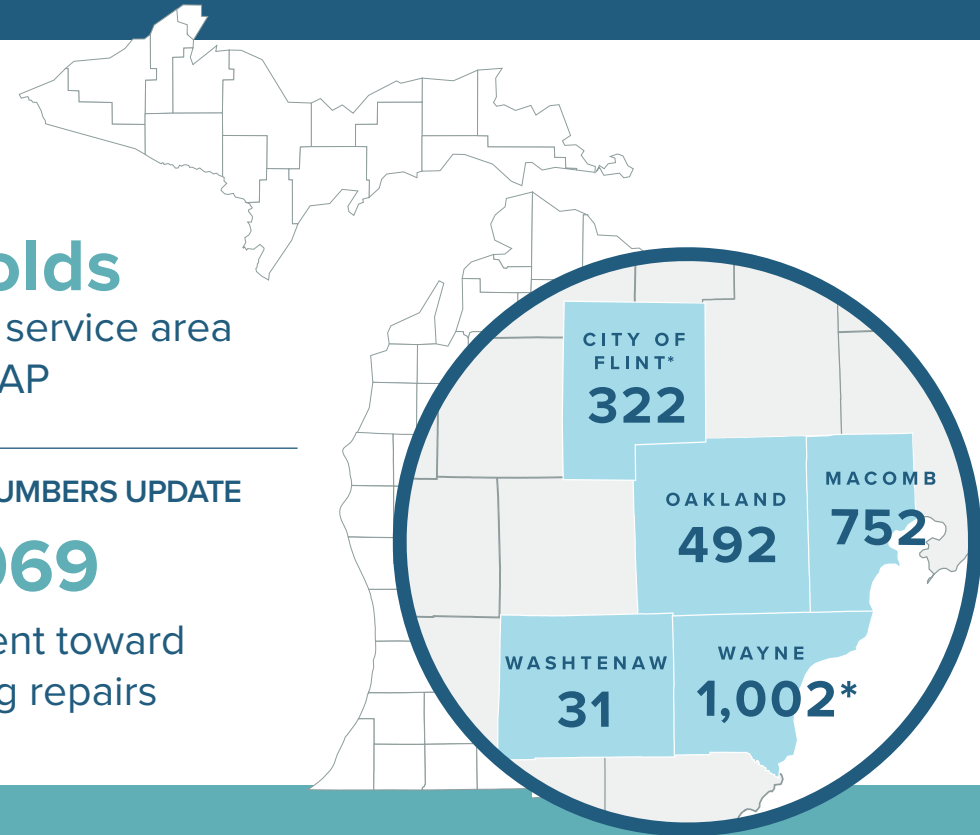 olds
service area
AP
UMBERS UPDATE
969
ent toward
g repairs
CITY OF
FLINT*
322
OAKLAND
492
MACOMB
752
WASHTENAW
31
WAYNE
1,002*